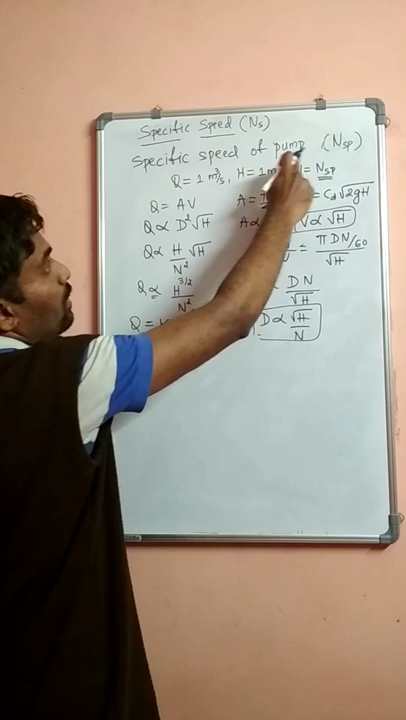 Specific Speed (Ns)
Specific speed of pump (Nsp)
Q = 1 m³/s, H = 1m = Nsp
Q = AV
A = = Cd√2gH
Q ∝ D²√H
A ∝ V ∝ √H
Q ∝ H/N² √H
= πDN/60 / √H
Q ∝ H^3/2 / N²
DN/√H
Q =
D ∝ √H/N